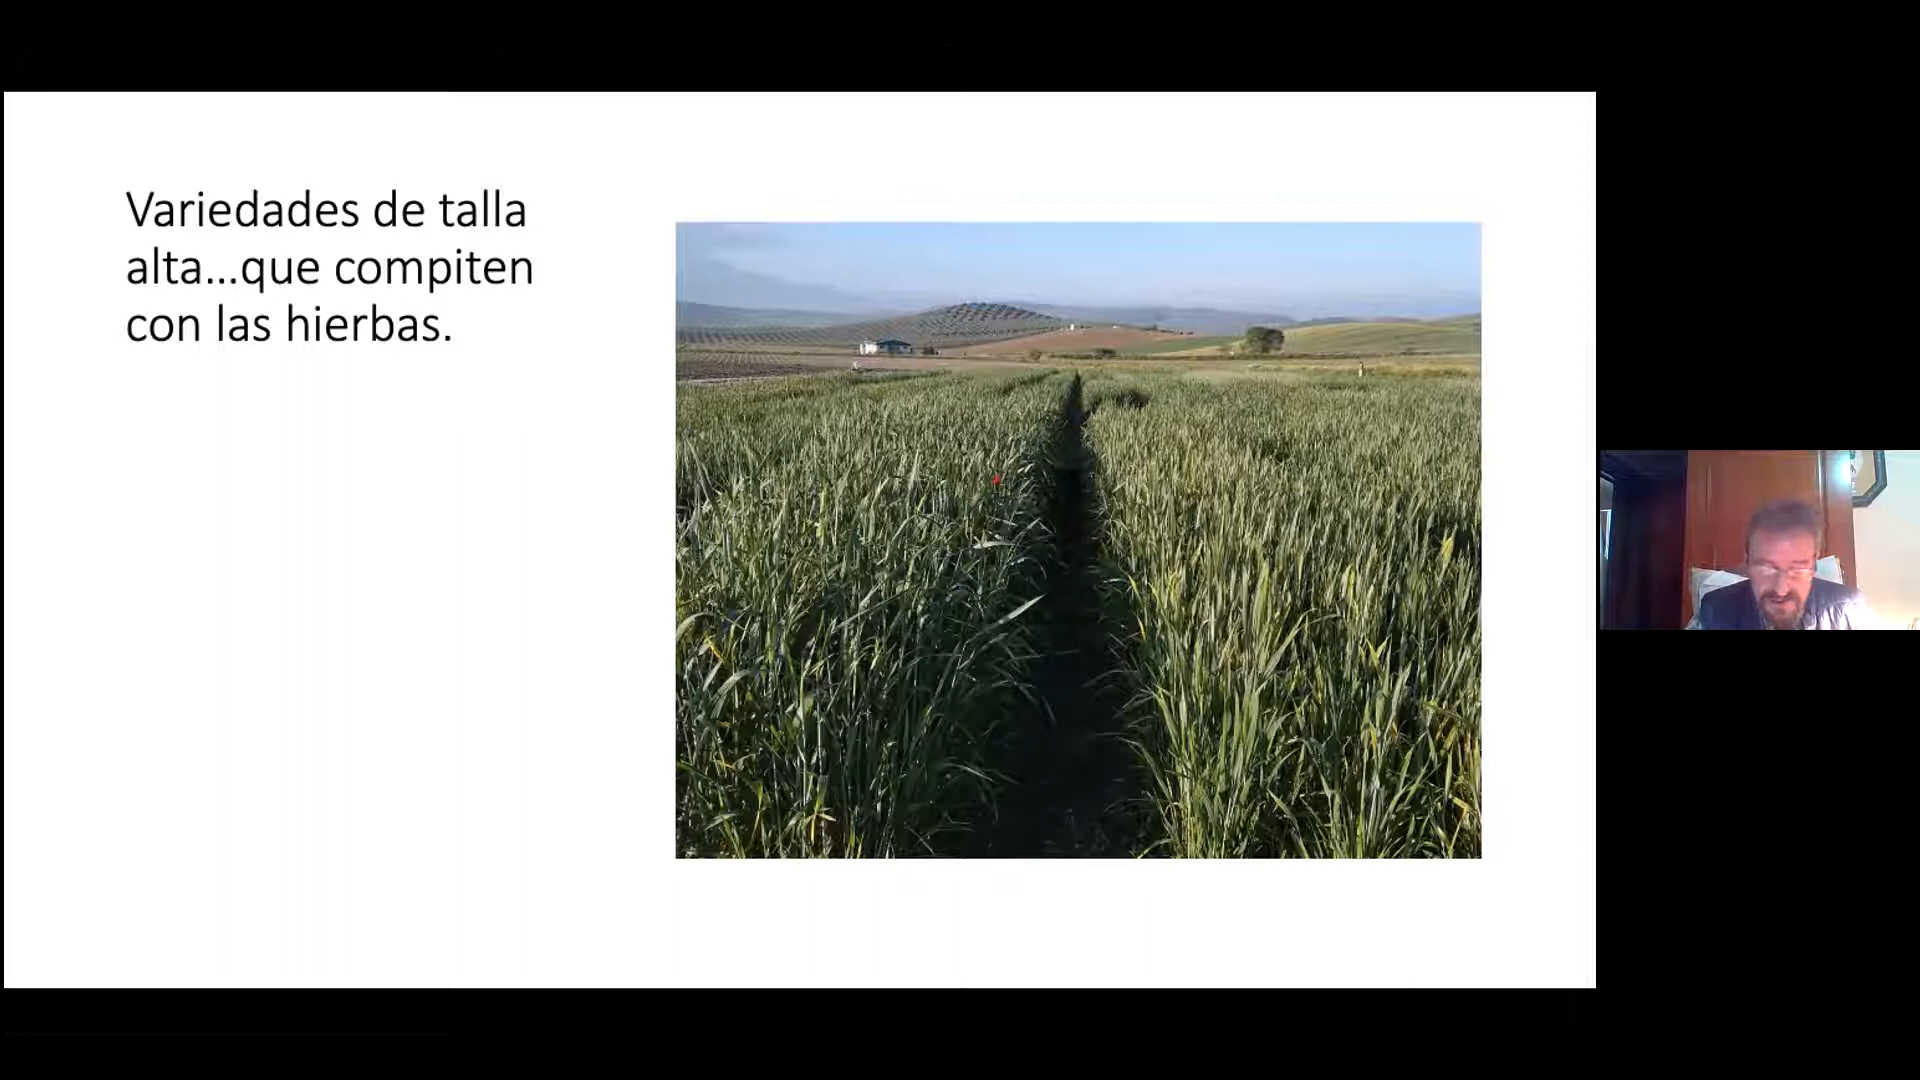 Variedades de talla
alta...que compiten
con las hierbas.